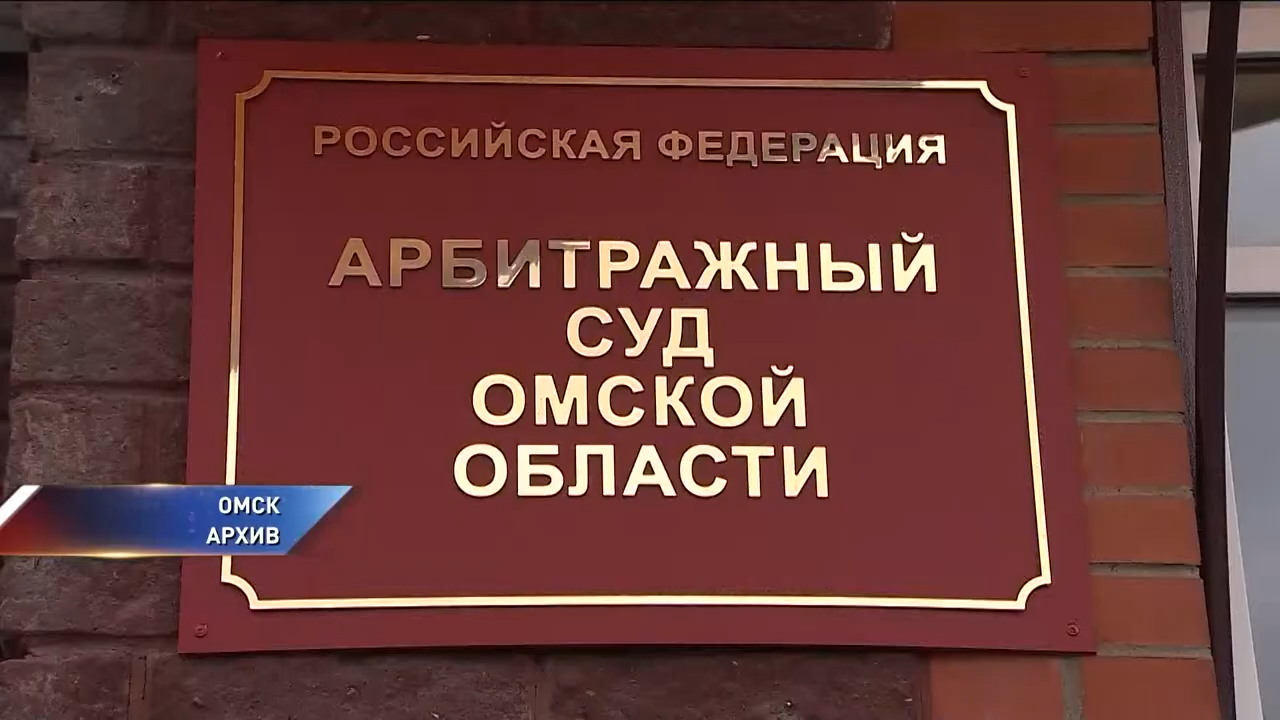 РОССИЙСКАЯ ФЕДЕРАЦИЯ
АРБИТРАЖНЫЙ
СУД
ОМСКОЙ
ОБЛАСТИ
ОМСК
АРХИВ